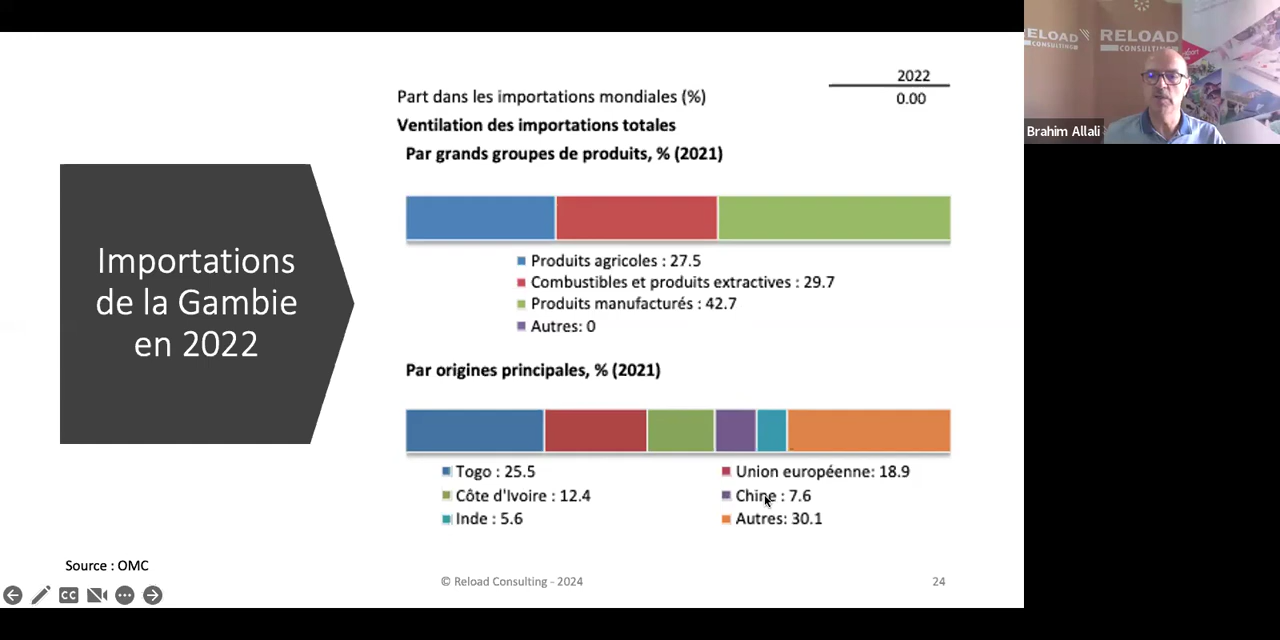 2022
Part dans les importations mondiales (%)
0.00
Ventilation des importations totales
Par grands groupes de produits, % (2021)
Importations
de la Gambie
en 2022
Produits agricoles : 27.5
Combustibles et produits extractives : 29.7
Produits manufacturés : 42.7
Autres: 0
Par origines principales, % (2021)
Togo : 25.5
Union européenne: 18.9
Côte d'Ivoire : 12.4
Chine : 7.6
Inde : 5.6
Autres: 30.1
Source : OMC
© Reload Consulting - 2024
24
CC
ELOAD
CONSULTING
RELOAD
CONSULTING
Brahim Allali